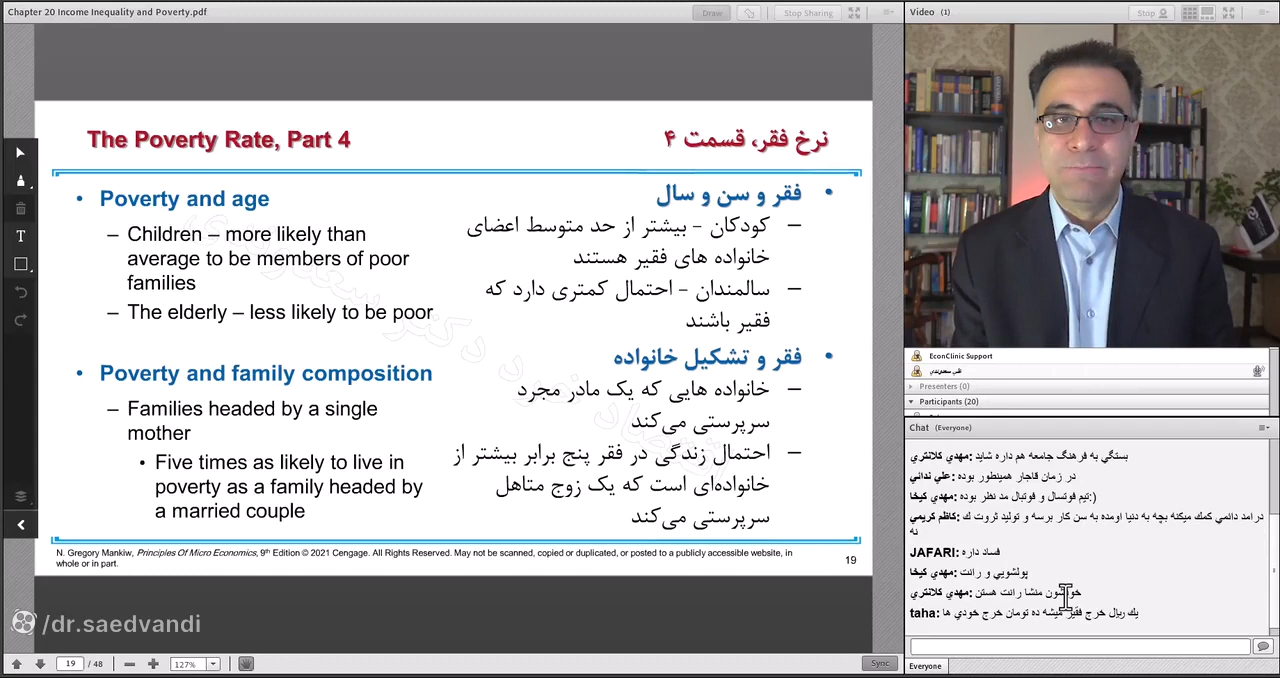 Chapter 20 Income Inequality and Poverty.pdf
Draw
Stop Sharing
The Poverty Rate, Part 4
نرخ فقر، قسمت ۴
• Poverty and age
– Children – more likely than
average to be members of poor
families
– The elderly – less likely to be poor
• Poverty and family composition
– Families headed by a single
mother
• Five times as likely to live in
poverty as a family headed by
a married couple
• فقر و سن و سال
– کودکان - بیشتر از حد متوسط اعضای
خانواده های فقیر هستند
– سالمندان - احتمال کمتری دارد که
فقیر باشند
• فقر و تشکیل خانواده
– خانواده هایی که یک مادر مجرد
سرپرستی می‌کند
– احتمال زندگی در فقر پنج برابر بیشتر از
خانواده‌ای است که یک زوج متاهل
سرپرستی می‌کند
N. Gregory Mankiw, Principles Of Micro Economics, 9th Edition © 2021 Cengage. All Rights Reserved. May not be scanned, copied or duplicated, or posted to a publicly accessible website, in
whole or in part.
19
/dr.saedvandi
19 / 48
127%
Sync
Video (1)
Stop
EconClinic Support
Presenters (0)
Participants (20)
Chat (Everyone)
مهدي كلانتري: بستگي به فرهنگ جامعه هم داره شايد
علي نداني: در زمان قاجار همينطور بوده
مهدي كيخا: تيم فوتسال و فوتبال مد نظر بوده:)
كاظم كريمي: درامد دائمي كمك ميكنه بچه به دنيا اومده به سن كار برسه و توليد ثروت ك
نه
JAFARI: فساد داره
مهدي كيخا: پولشويي و رانت
مهدي كلانتري: خودشون منشا رانت هستن
taha: يك ريال خرج فقير ميشه ده تومان خرج خودي ها
Everyone